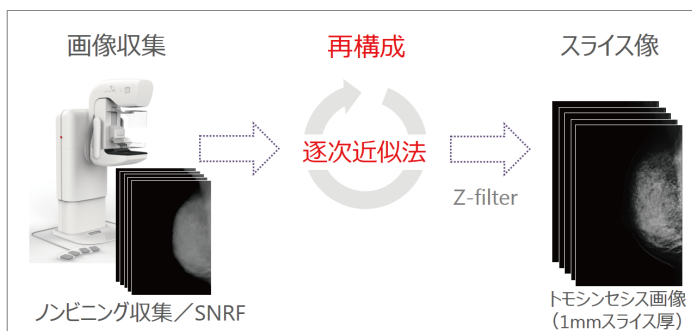 画像収集
再構成
スライス像
逐次近似法
Z-filter
ノンビニング収集／SNRF
トモシンセシス画像
（1mmスライス厚）